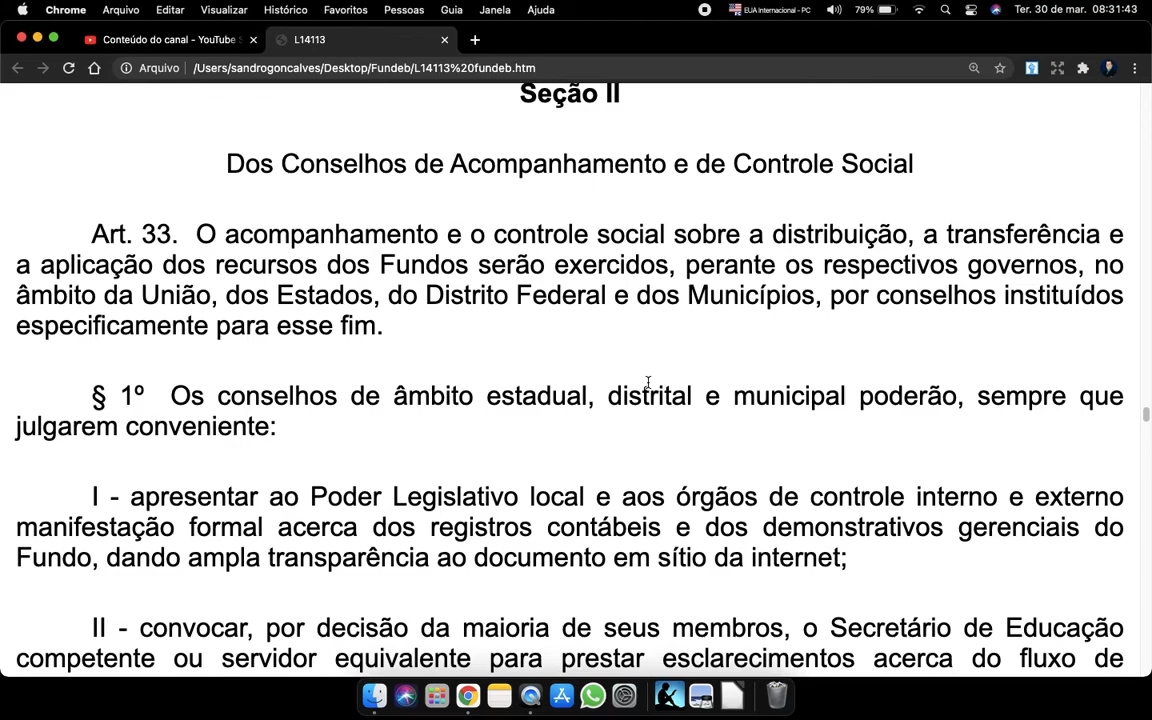 Chrome Arquivo Editar Visualizar Histórico Favoritos Pessoas Guia Janela Ajuda EUA Internacional - PC 79% Ter. 30 de mar. 08:31:43
Conteúdo do canal - YouTube L14113
Arquivo /Users/sandrogoncalves/Desktop/Fundeb/L14113%20fundeb.htm
Seção II
Dos Conselhos de Acompanhamento e de Controle Social
Art. 33. O acompanhamento e o controle social sobre a distribuição, a transferência e
a aplicação dos recursos dos Fundos serão exercidos, perante os respectivos governos, no
âmbito da União, dos Estados, do Distrito Federal e dos Municípios, por conselhos instituídos
especificamente para esse fim.
§ 1º Os conselhos de âmbito estadual, distrital e municipal poderão, sempre que
julgarem conveniente:
I - apresentar ao Poder Legislativo local e aos órgãos de controle interno e externo
manifestação formal acerca dos registros contábeis e dos demonstrativos gerenciais do
Fundo, dando ampla transparência ao documento em sítio da internet;
II - convocar, por decisão da maioria de seus membros, o Secretário de Educação
competente ou servidor equivalente para prestar esclarecimentos acerca do fluxo de